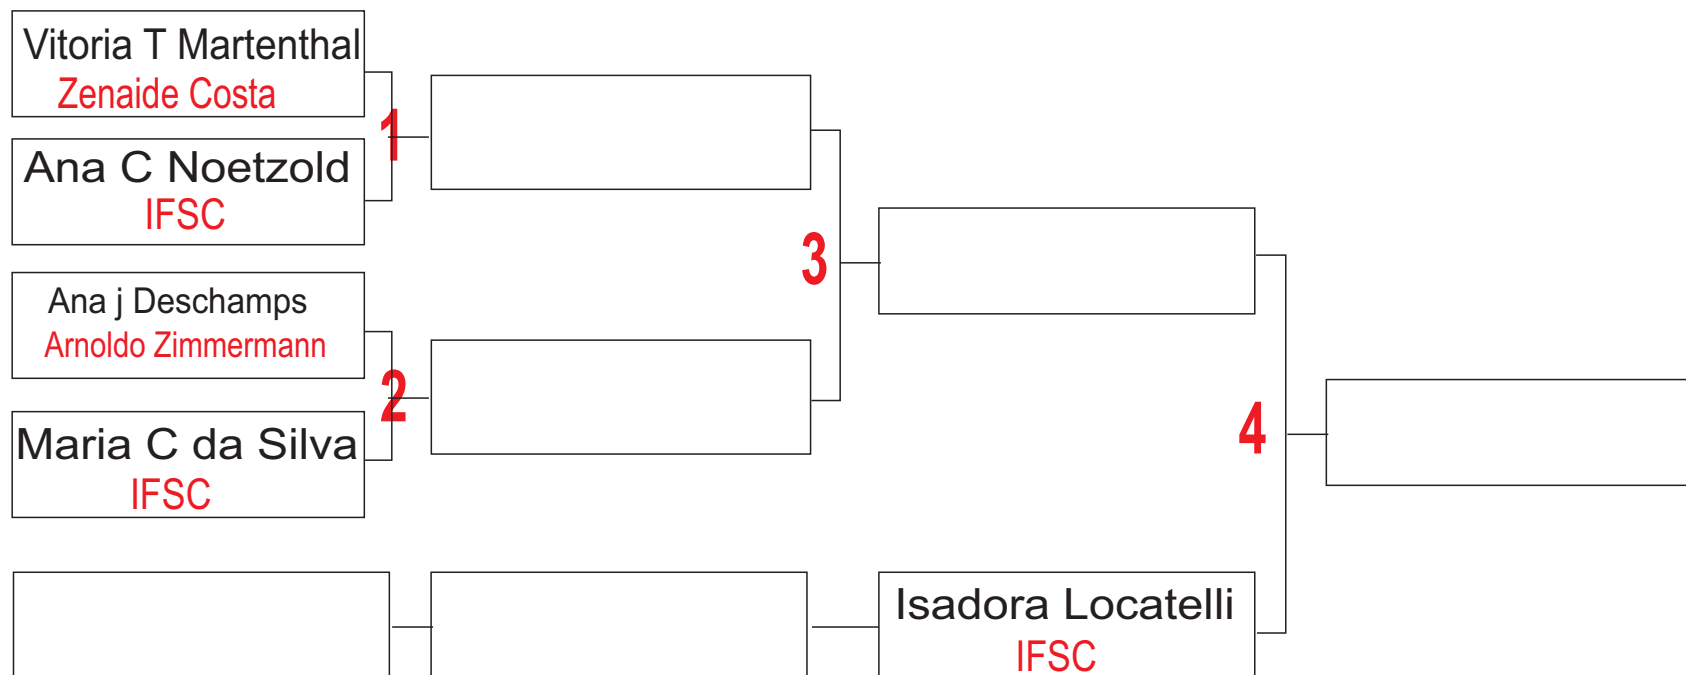 Vitoria T Martenthal
Zenaide Costa
1
Ana C Noetzold
IFSC
3
Ana j Deschamps
Arnoldo Zimmermann
2
Maria C da Silva
IFSC
4
Isadora Locatelli
IFSC